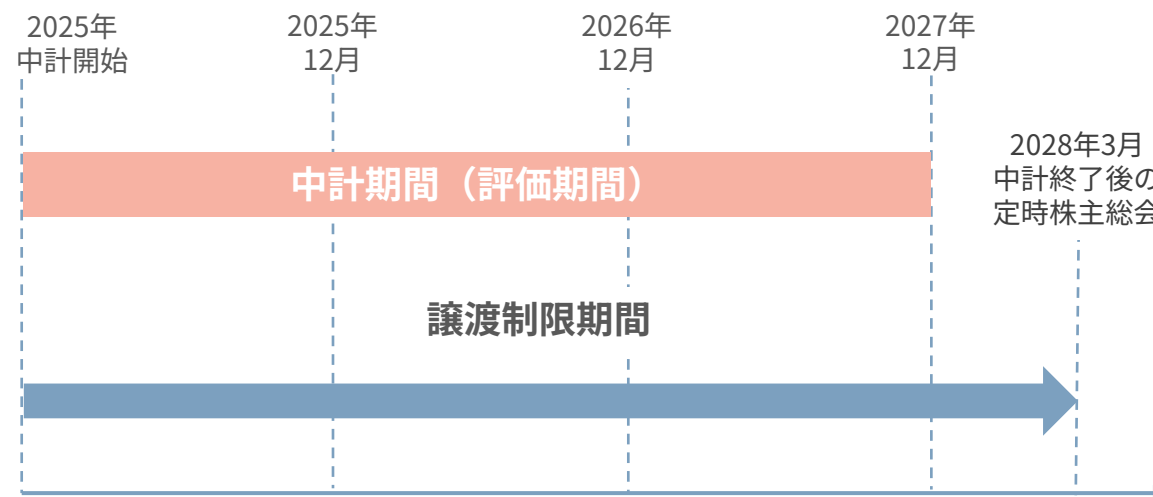 2025年
中計開始
2025年
12月
2026年
12月
2027年
12月
2028年3月
中計終了後の
定時株主総会
中計期間（評価期間）
譲渡制限期間